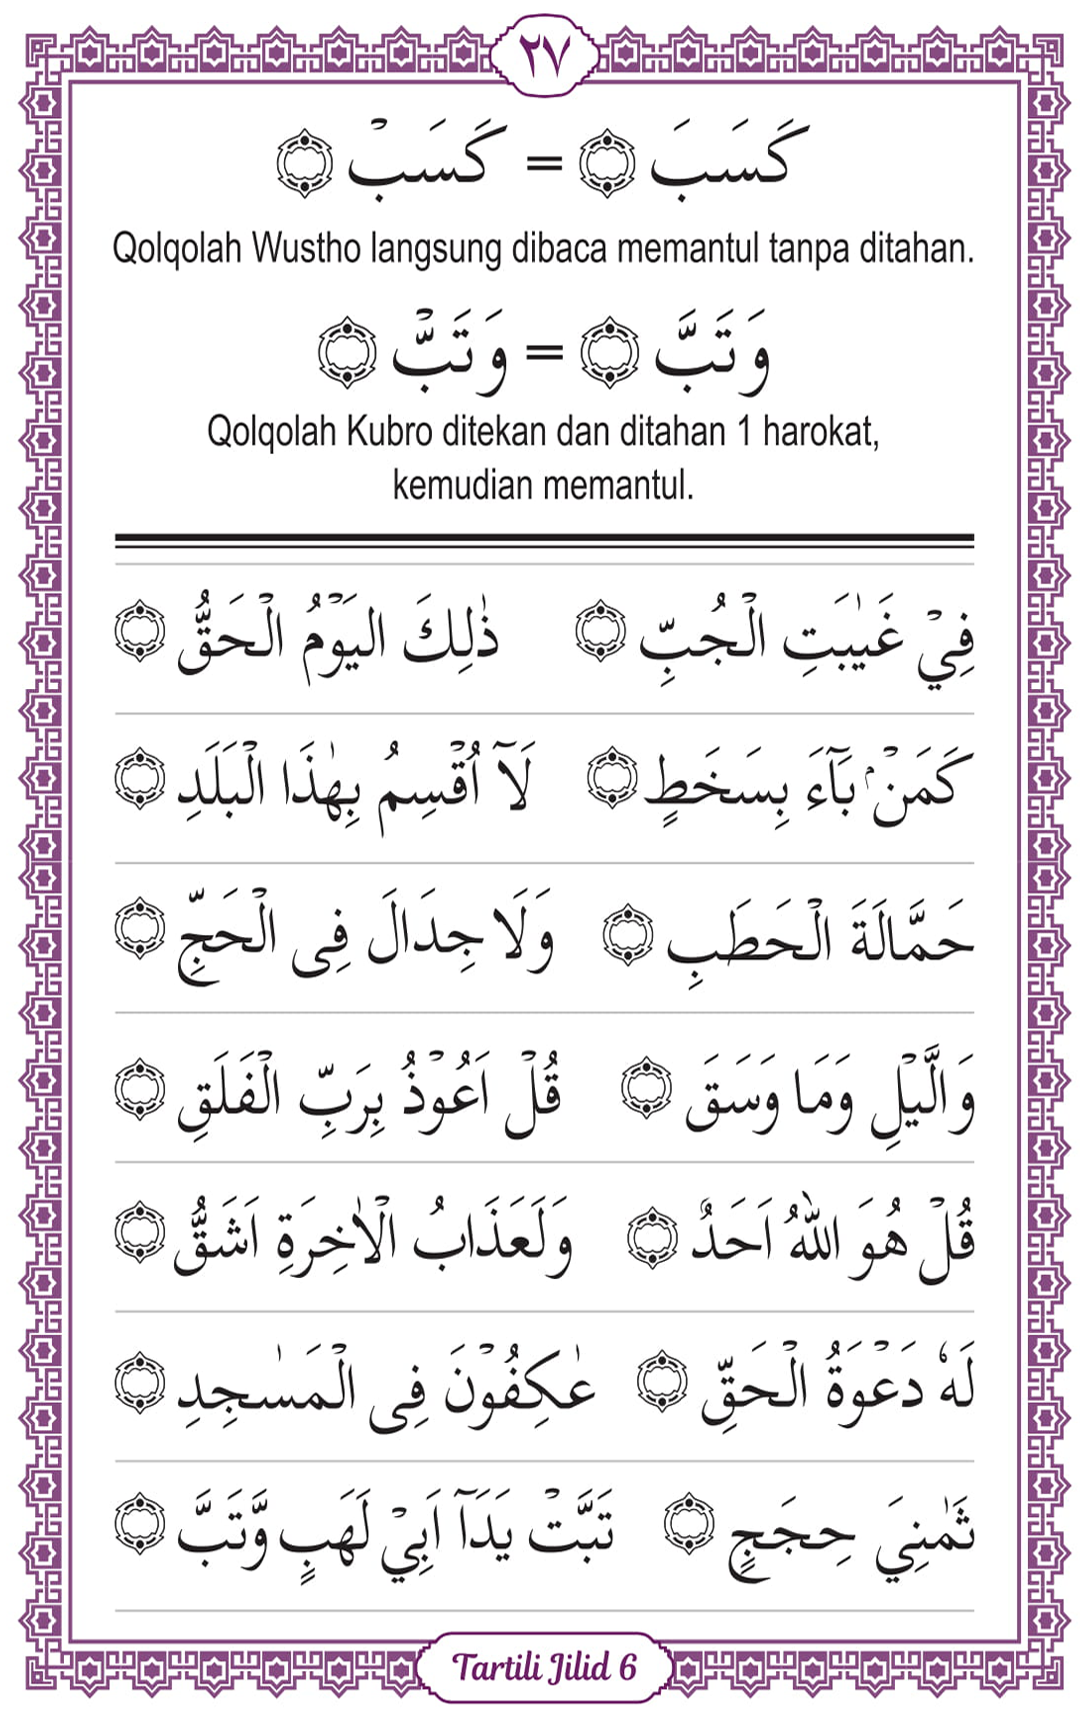 ٢٧
كَسَبَ ۝ = كَسَبْ ۝
Qolqolah Wustho langsung dibaca memantul tanpa ditahan.
وَتَبَّ ۝ = وَتَبّْ ۝
Qolqolah Kubro ditekan dan ditahan 1 harokat,
kemudian memantul.
فِيْ غَيٰبَتِ الْجُبِّ ۝ ذٰلِكَ الْيَوْمُ الْحَقُّ ۝
كَمَنْۢ بَآءَ بِسَخَطٍ ۝ لَآ اُقْسِمُ بِهٰذَا الْبَلَدِ ۝
حَمَّالَةَ الْحَطَبِ ۝ وَلَا جِدَالَ فِى الْحَجِّ ۝
وَالَّيْلِ وَمَا وَسَقَ ۝ قُلْ اَعُوْذُ بِرَبِّ الْفَلَقِ ۝
قُلْ هُوَ اللّٰهُ اَحَدٌ ۝ وَلَعَذَابُ الْاٰخِرَةِ اَشَقُّ ۝
لَهٗ دَعْوَةُ الْحَقِّ ۝ عٰكِفُوْنَ فِى الْمَسٰجِدِ ۝
ثَمٰنِيَ حِجَجٍ ۝ تَبَّتْ يَدَآ اَبِيْ لَهَبٍ وَّتَبَّ ۝
Tartili Jilid 6